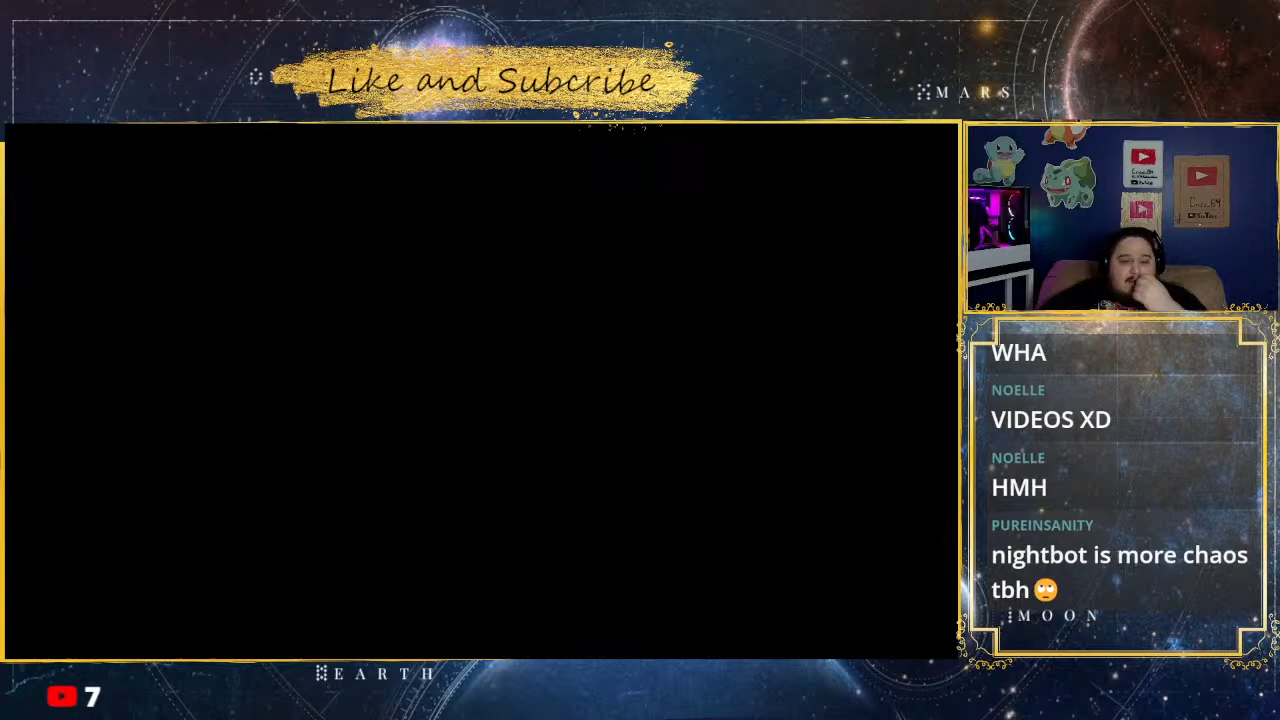 Like and Subcribe
MARS
WHA
NOELLE
VIDEOS XD
NOELLE
HMH
PUREINSANITY
nightbot is more chaos
tbh 🙄
MOON
EARTH
7